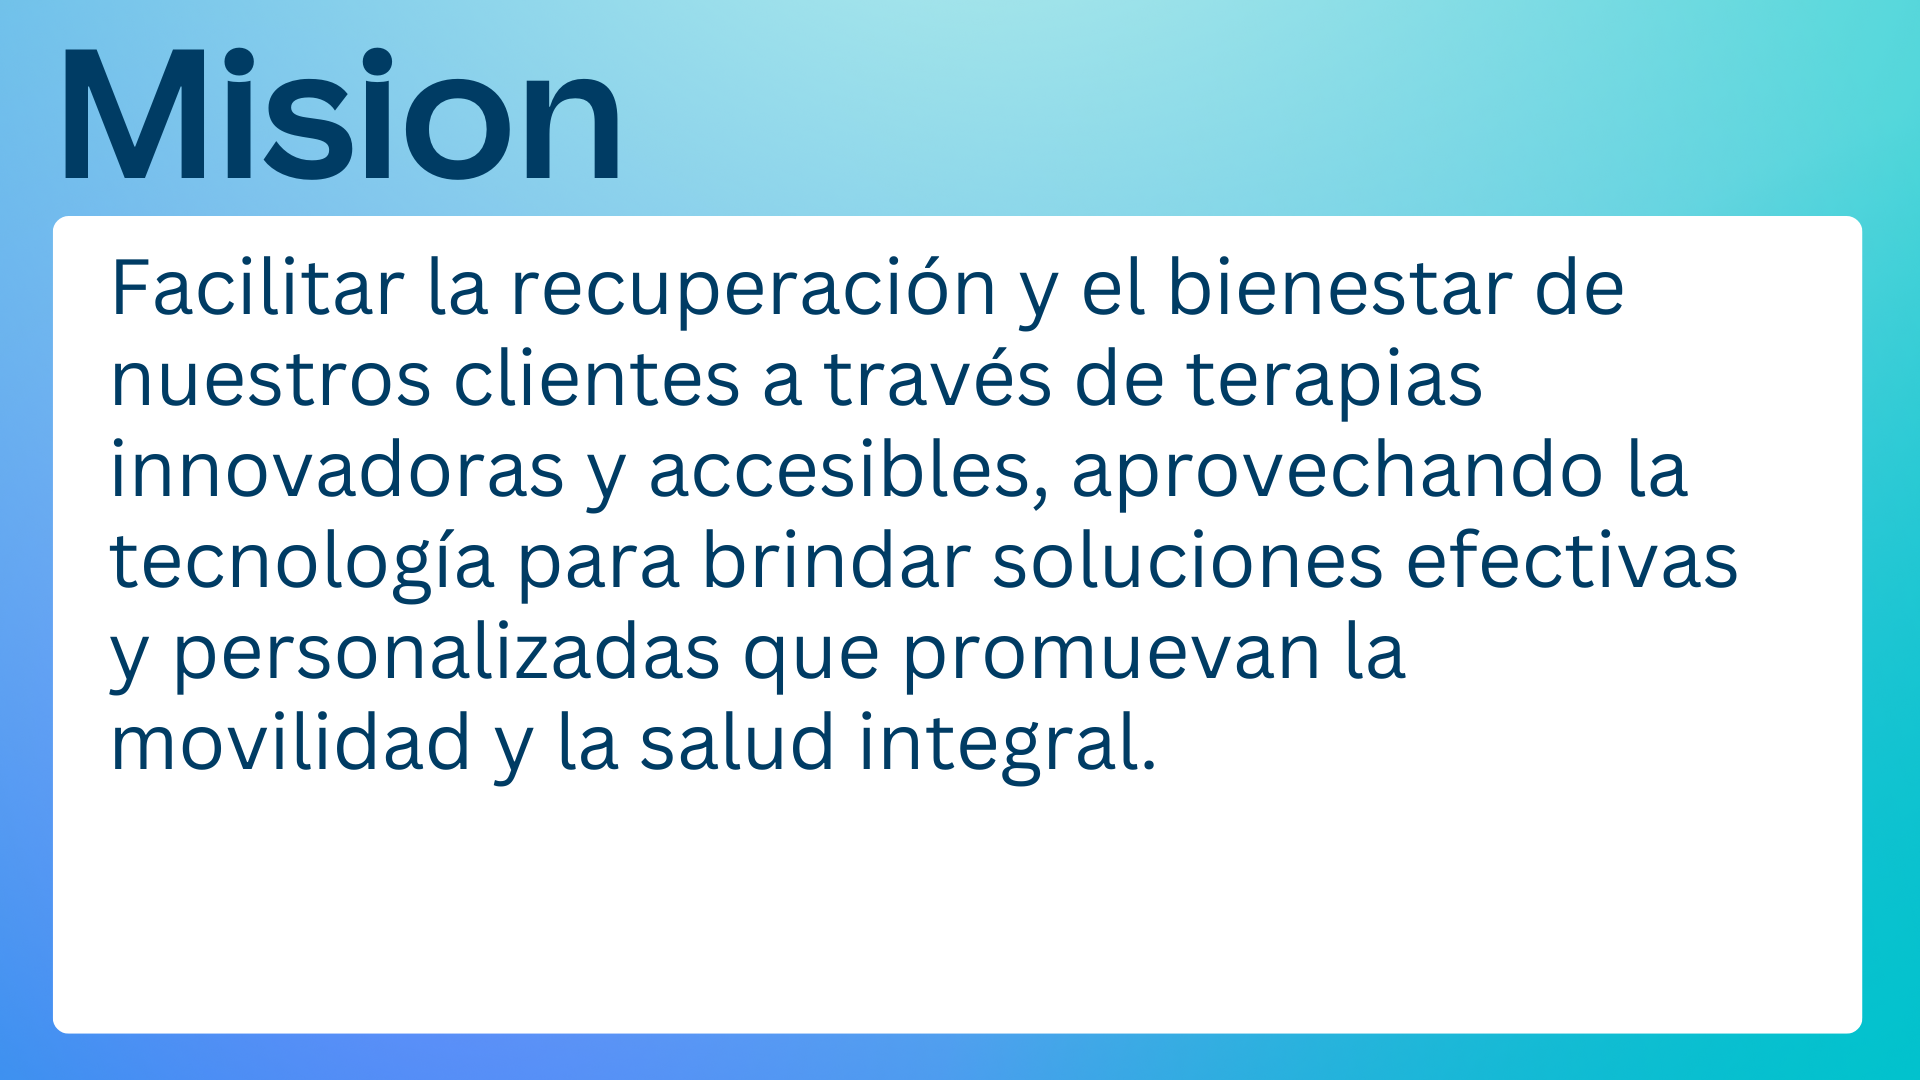 Mision
Facilitar la recuperación y el bienestar de
nuestros clientes a través de terapias
innovadoras y accesibles, aprovechando la
tecnología para brindar soluciones efectivas
y personalizadas que promuevan la
movilidad y la salud integral.